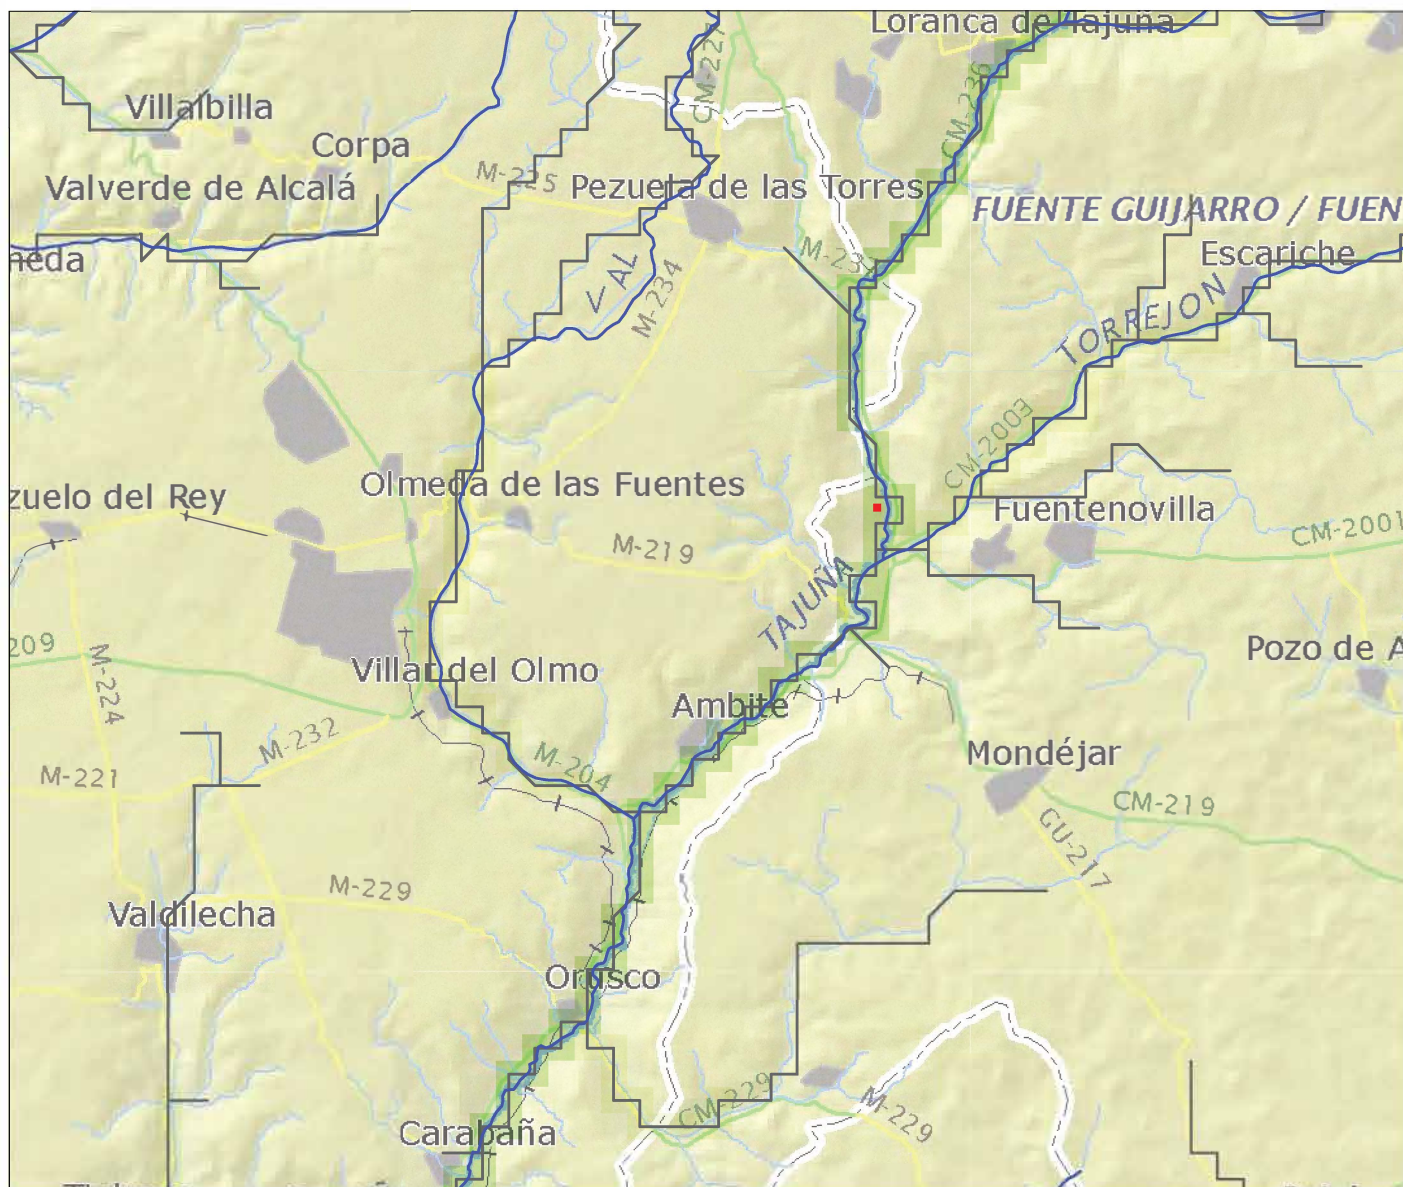 Loranca de Tajuña
CM-227
CM-236
Villalbilla
Corpa
M-225
Valverde de Alcalá
Pezuela de las Torres
FUENTE GUIJARRO / FUEN
Escariche
neda
M-234
VAL
TORREJON
CM-2003
Olmeda de las Fuentes
zuelo del Rey
Fuentenovilla
CM-2001
M-219
TAJUÑA
209
M-224
Villar del Olmo
Pozo de A
Ambite
M-232
M-204
Mondéjar
M-221
CM-219
GU-217
M-229
Valdilecha
Orusco
CM-229
M-229
Carabaña